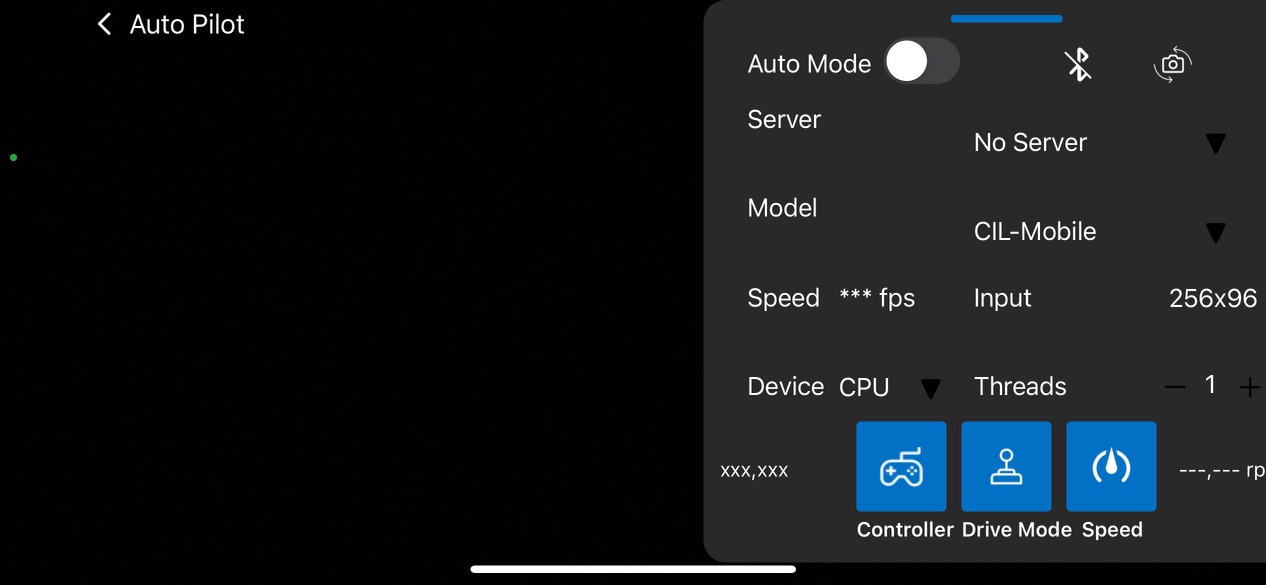 Auto Pilot
Auto Mode
Server
No Server
Model
CIL-Mobile
Speed *** fps Input 256x96
Device CPU Threads 1
xxx,xxx ---,--- rp
Controller Drive Mode Speed